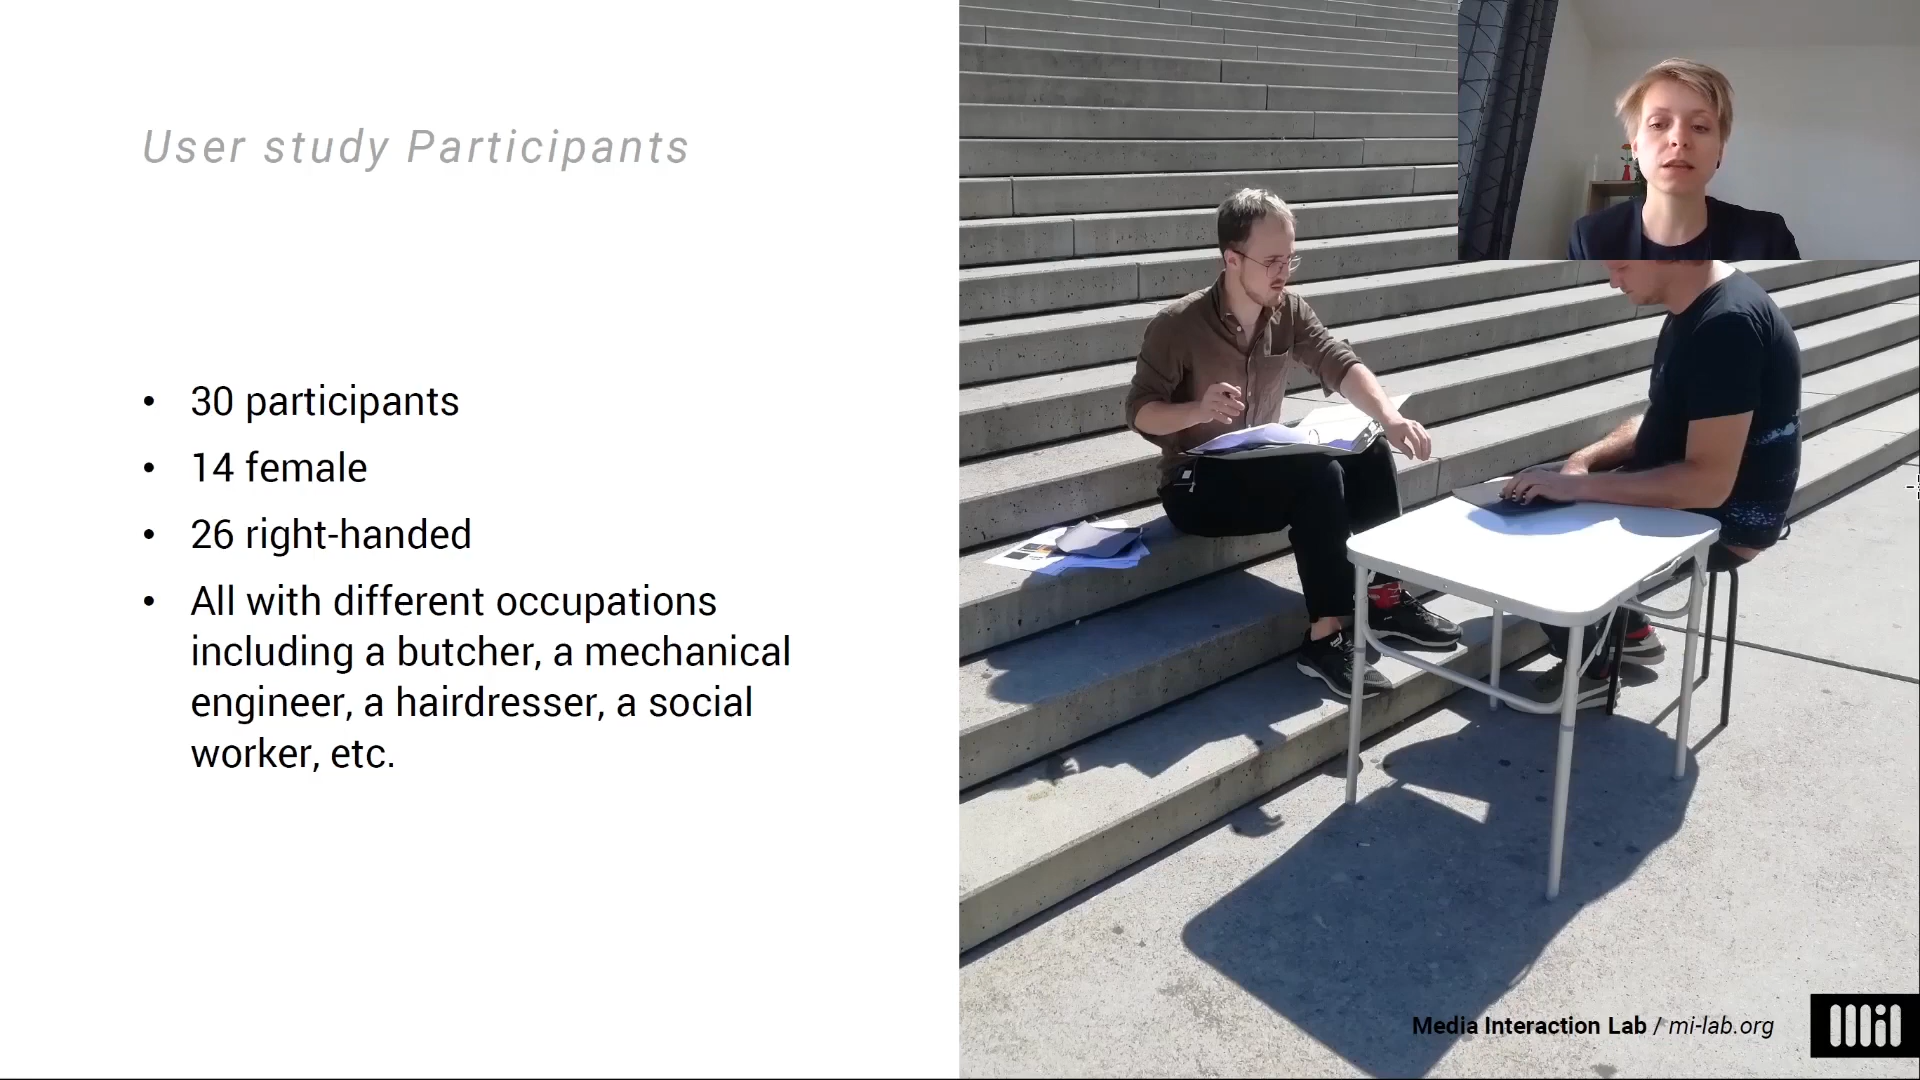 User study Participants
• 30 participants
• 14 female
• 26 right-handed
• All with different occupations
including a butcher, a mechanical
engineer, a hairdresser, a social
worker, etc.
Media Interaction Lab / mi-lab.org
mil